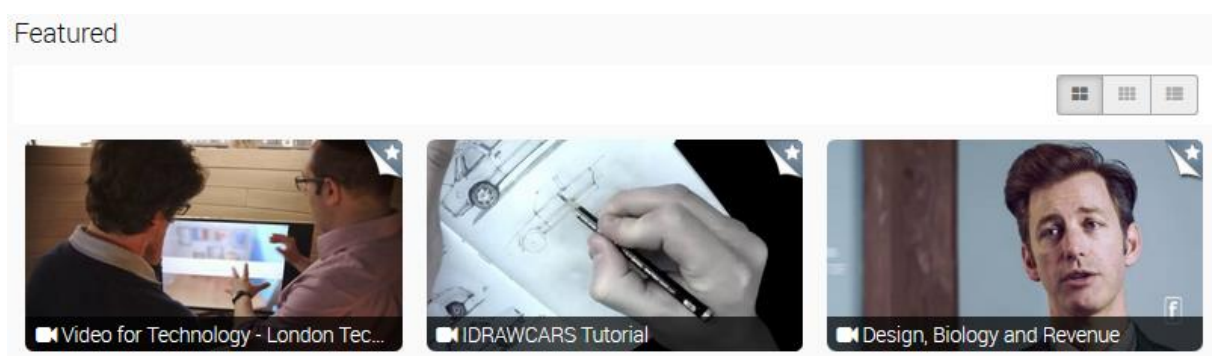 Featured
Video for Technology - London Tec...
IDRAWCARS Tutorial
Design, Biology and Revenue
f